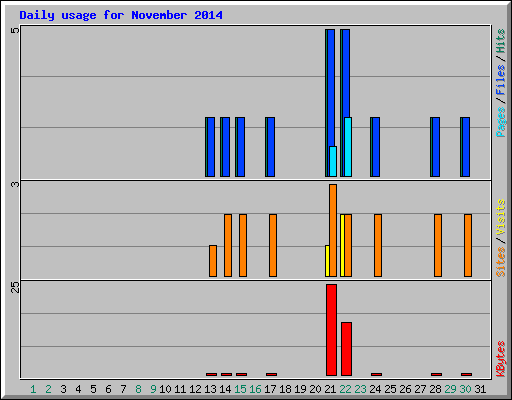 Daily usage for November 2014
5
3
25
Pages / Files / Hits
Sites / Visits
KBytes
1 2 3 4 5 6 7 8 9 10 11 12 13 14 15 16 17 18 19 20 21 22 23 24 25 26 27 28 29 30 31